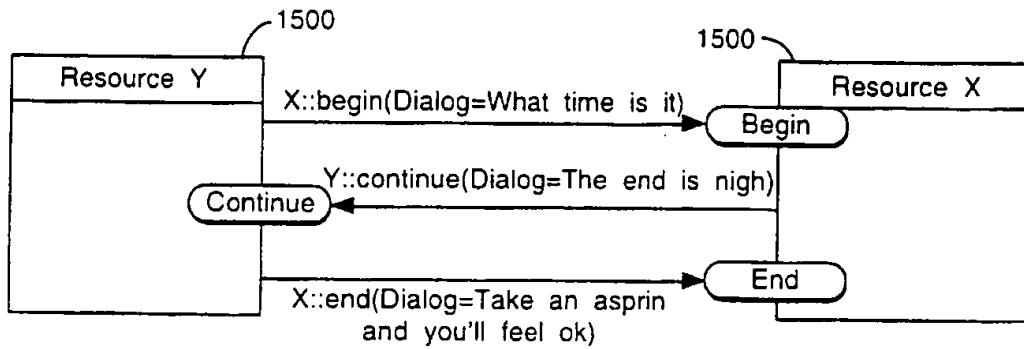 1500
1500
Resource Y
Resource X
X::begin(Dialog=What time is it)
Begin
Y::continue(Dialog=The end is nigh)
Continue
End
X::end(Dialog=Take an asprin
and you'll feel ok)